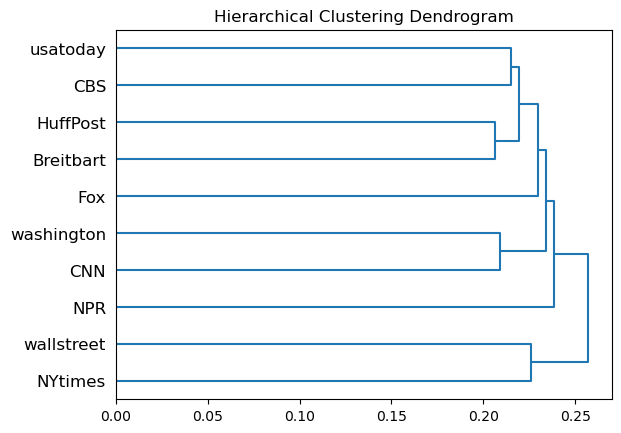 Hierarchical Clustering Dendrogram
usatoday
CBS
HuffPost
Breitbart
Fox
washington
CNN
NPR
wallstreet
NYtimes
0.00 0.05 0.10 0.15 0.20 0.25